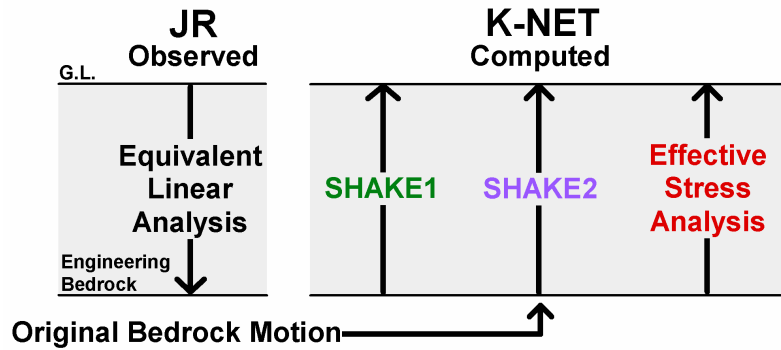 JR
Observed
K-NET
Computed
G.L.
Equivalent
Linear
Analysis
SHAKE1
SHAKE2
Effective
Stress
Analysis
Engineering
Bedrock
Original Bedrock Motion